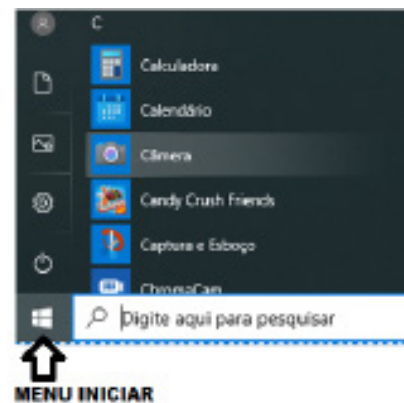 C
Calculadora
Calendário
Câmera
Candy Crush Friends
Captura e Esboço
ChromaCam
Digite aqui para pesquisar
MENU INICIAR